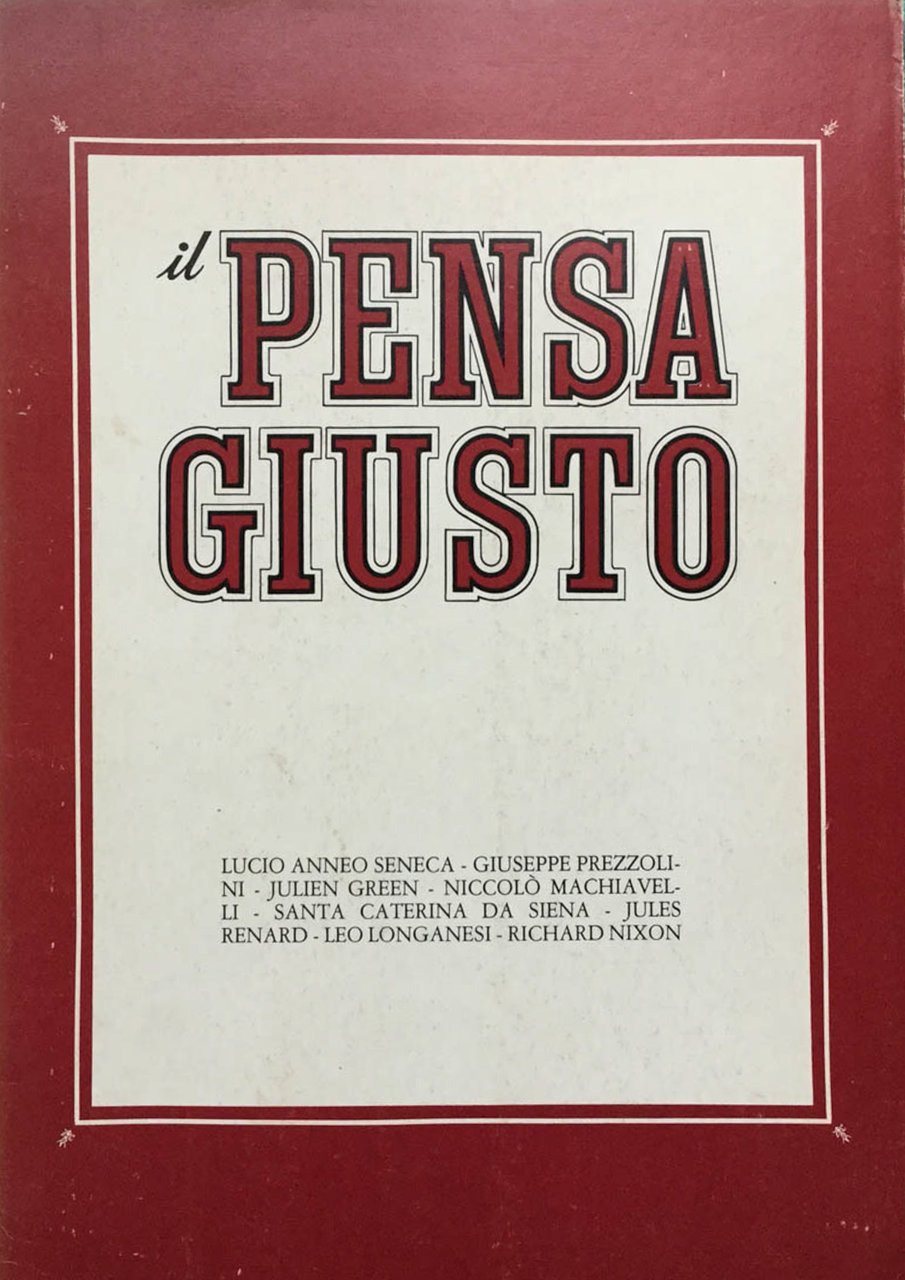 il PENSA
GIUSTO
LUCIO ANNEO SENECA - GIUSEPPE PREZZOLI-
NI - JULIEN GREEN - NICCOLÒ MACHIAVEL-
LI - SANTA CATERINA DA SIENA - JULES
RENARD - LEO LONGANESI - RICHARD NIXON